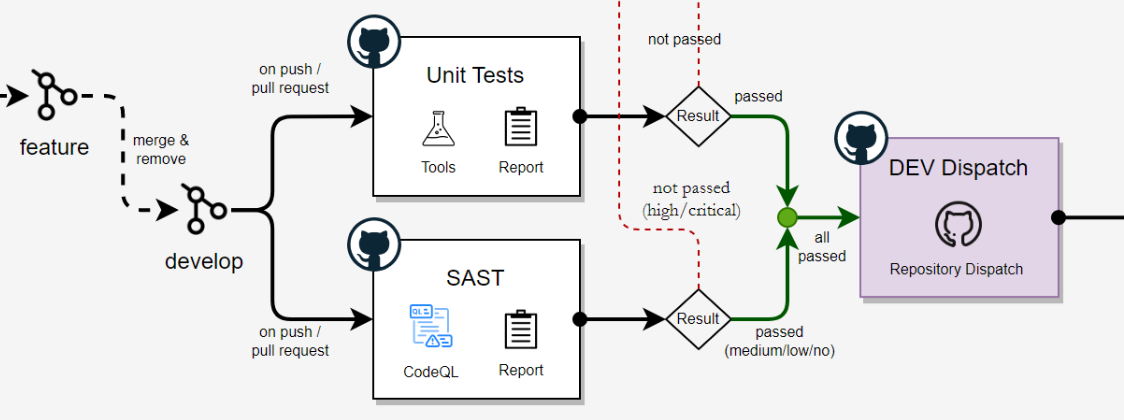 feature
merge &
remove
develop
on push /
pull request
Unit Tests
Tools
Report
on push /
pull request
SAST
QL
CodeQL
Report
not passed
Result
passed
not passed
(high/critical)
Result
passed
(medium/low/no)
all
passed
DEV Dispatch
Repository Dispatch